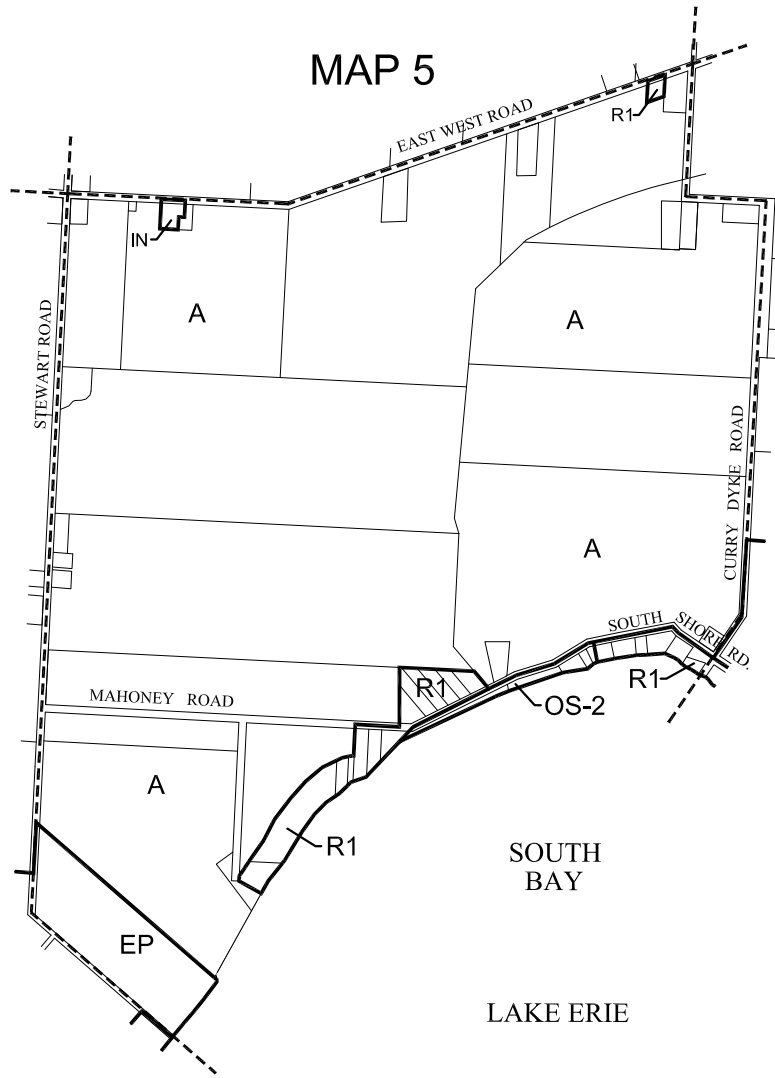 MAP 5
EAST WEST ROAD
R1
IN
A
A
STEWART ROAD
CURRY DYKE ROAD
A
SOUTH SHORE RD.
R1
R1
MAHONEY ROAD
OS-2
A
R1
SOUTH
BAY
EP
LAKE ERIE